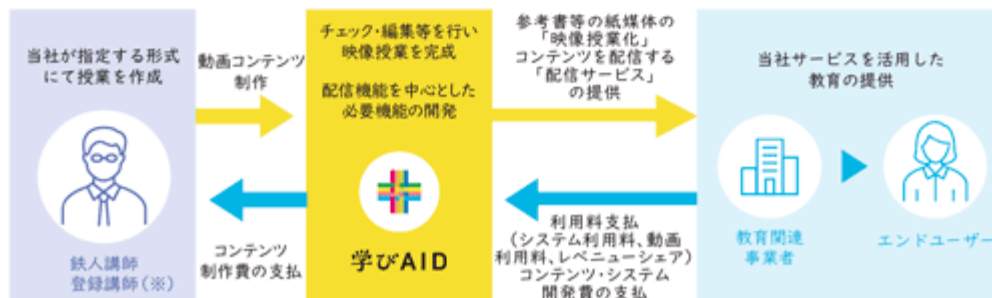 当社が指定する形式
にて授業を作成
鉄人講師
登録講師(※)
動画コンテンツ
制作
コンテンツ
制作費の支払
チェック・編集等を行い
映像授業を完成
配信機能を中心とした
必要機能の開発
学びAID
参考書等の紙媒体の
「映像授業化」
コンテンツを配信する
「配信サービス」
の提供
利用料支払
(システム利用料、動画
利用料、レベニューシェア)
コンテンツ・システム
開発費の支払
当社サービスを活用した
教育の提供
教育関連
事業者
エンドユーザー